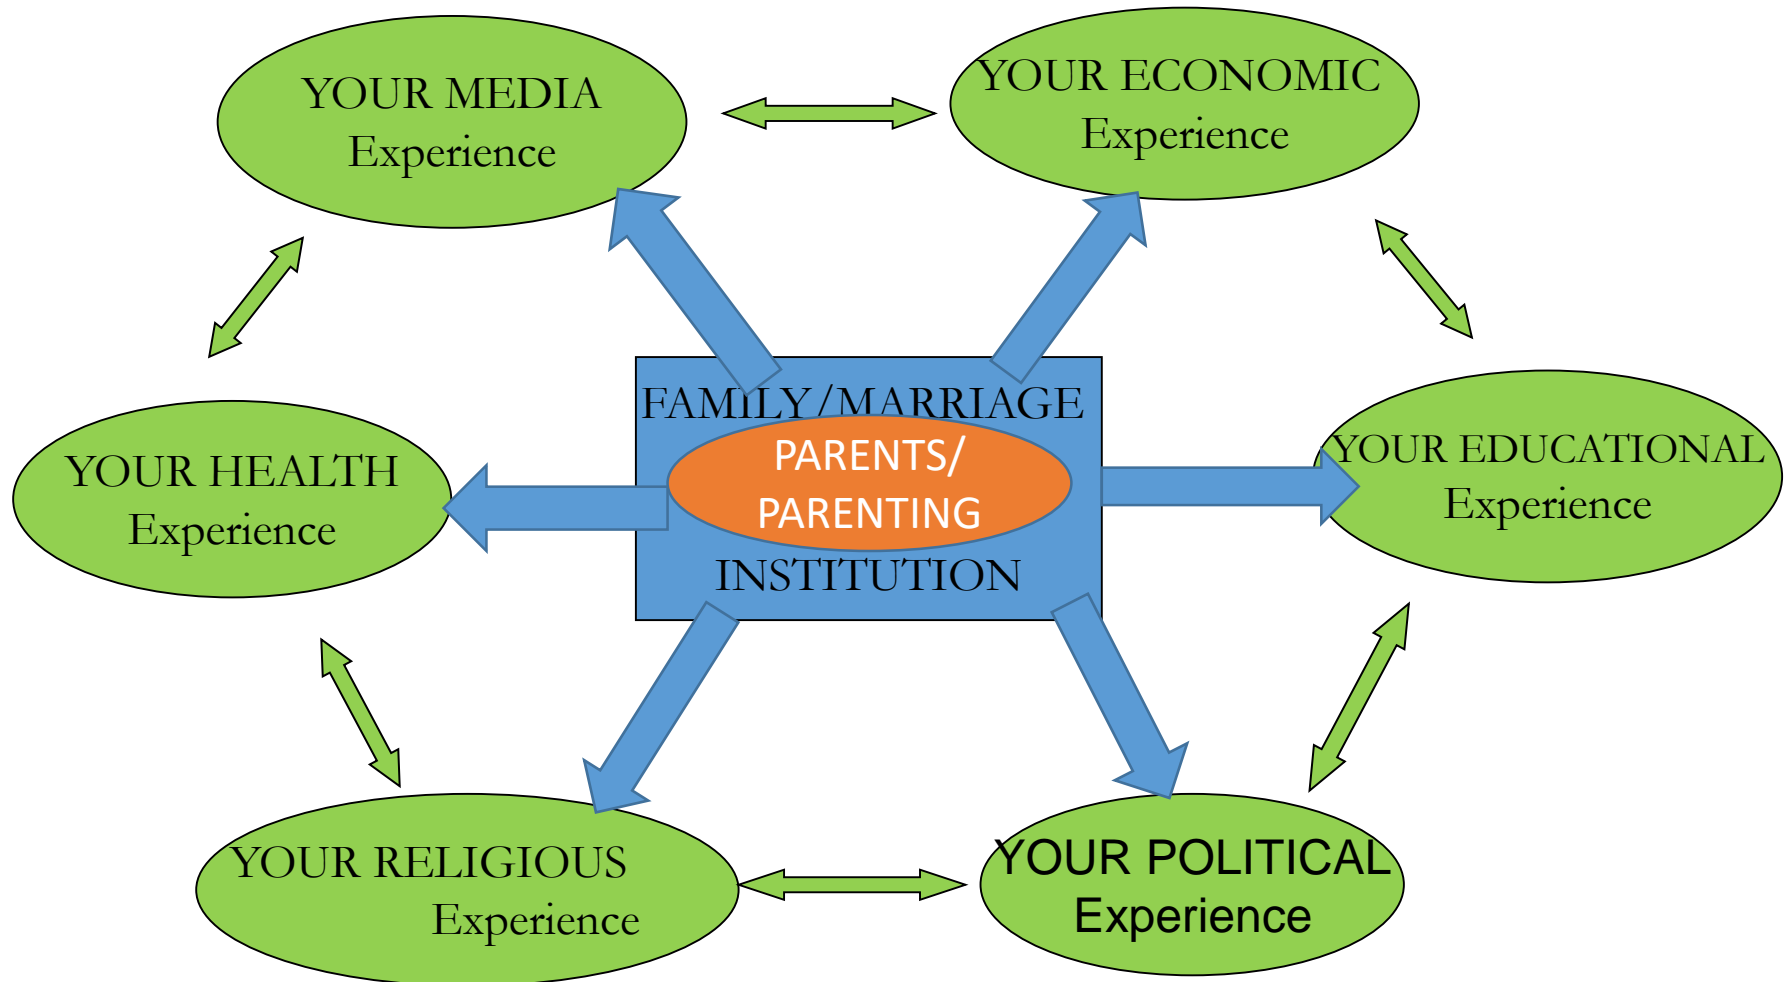 YOUR MEDIA
Experience
YOUR ECONOMIC
Experience
FAMILY/MARRIAGE
PARENTS/
PARENTING
INSTITUTION
YOUR HEALTH
Experience
YOUR EDUCATIONAL
Experience
YOUR RELIGIOUS
Experience
YOUR POLITICAL
Experience